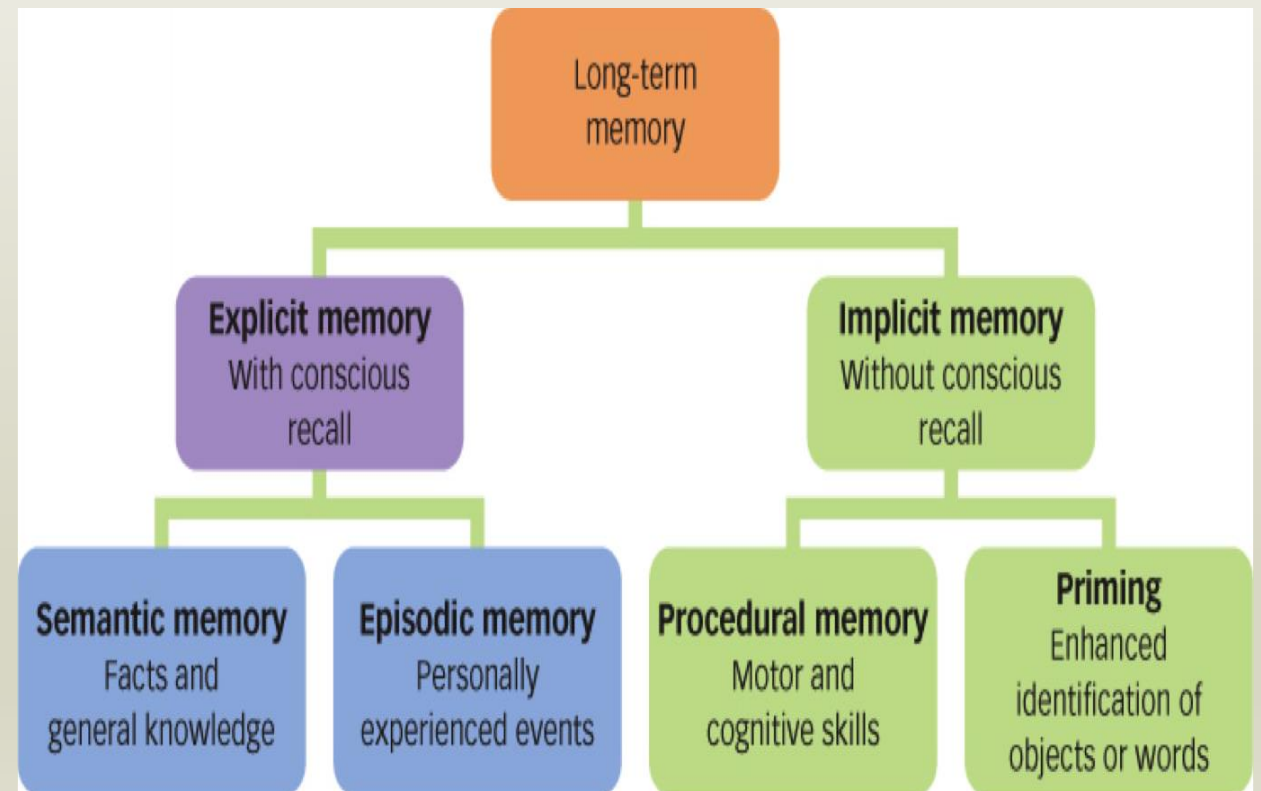 Long-term
memory
Explicit memory
With conscious
recall
Implicit memory
Without conscious
recall
Semantic memory
Facts and
general knowledge
Episodic memory
Personally
experienced events
Procedural memory
Motor and
cognitive skills
Priming
Enhanced
identification of
objects or words